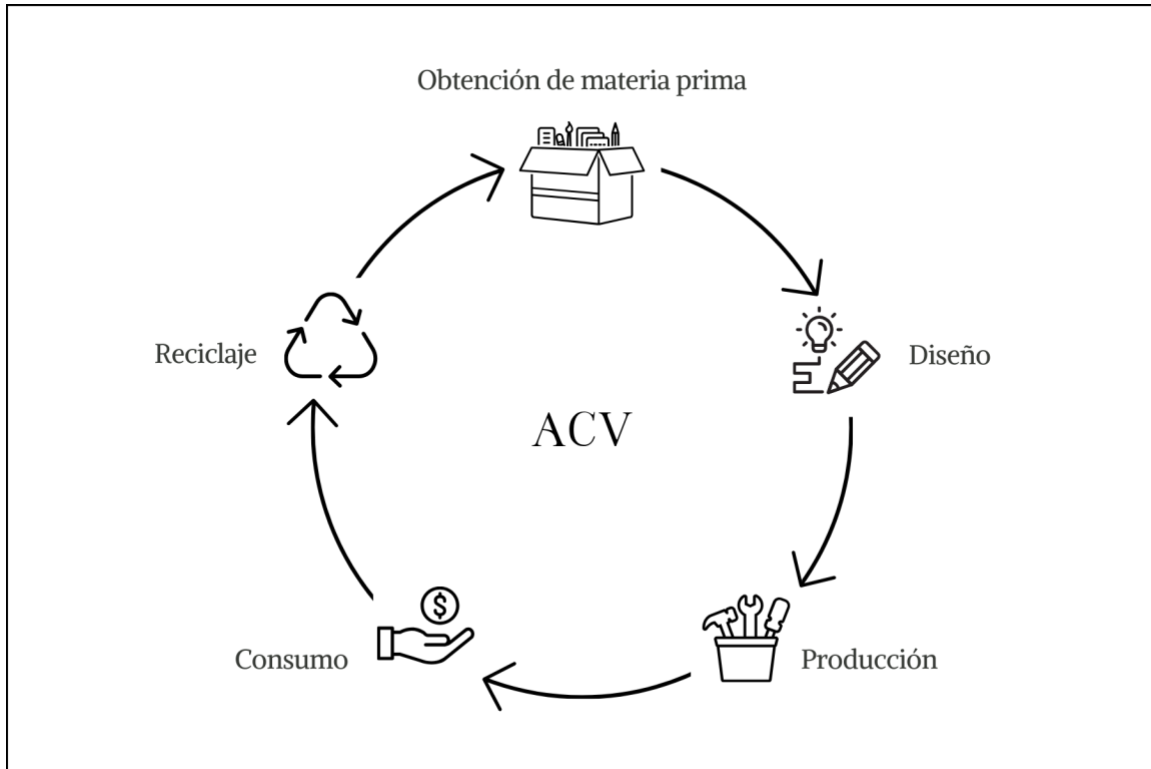 Obtención de materia prima
Diseño
Producción
Consumo
Reciclaje
ACV